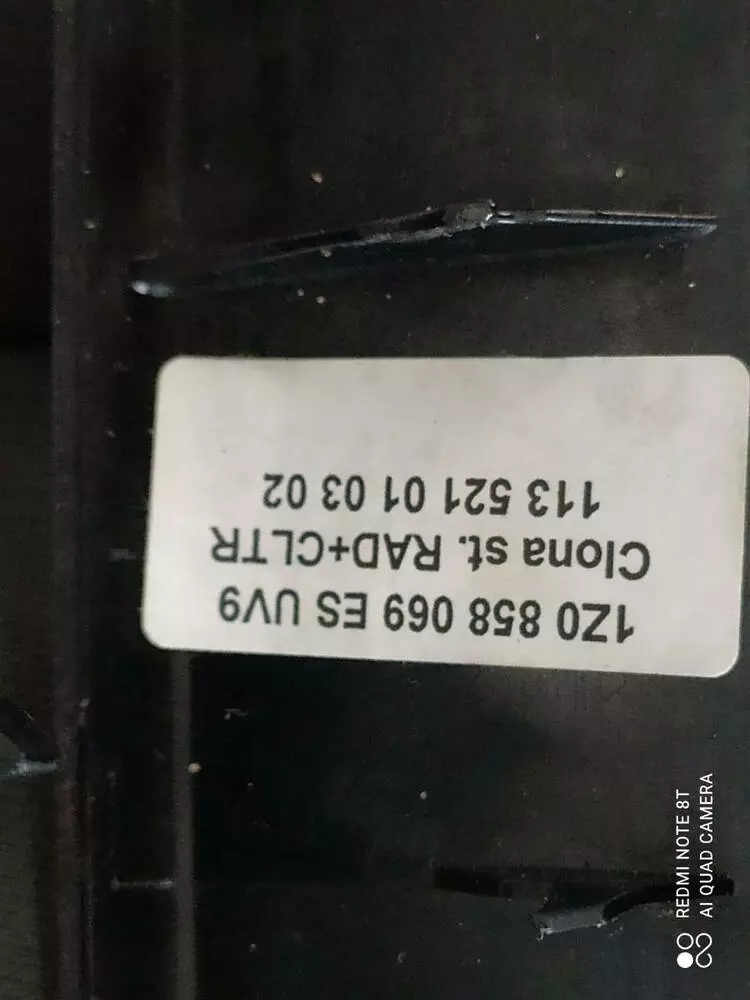 1Z0 858 069 ES UV9
Clona st. RAD+CLTR
113 521 01 03 02
REDMI NOTE 8T
AI QUAD CAMERA